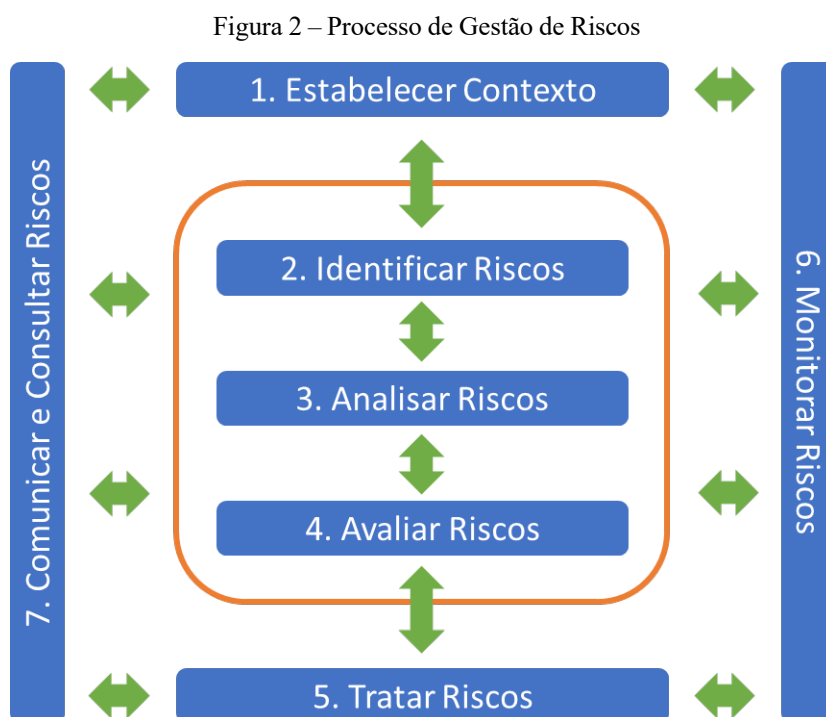 Figura 2 – Processo de Gestão de Riscos
1. Estabelecer Contexto
2. Identificar Riscos
3. Analisar Riscos
4. Avaliar Riscos
5. Tratar Riscos
6. Monitorar Riscos
7. Comunicar e Consultar Riscos